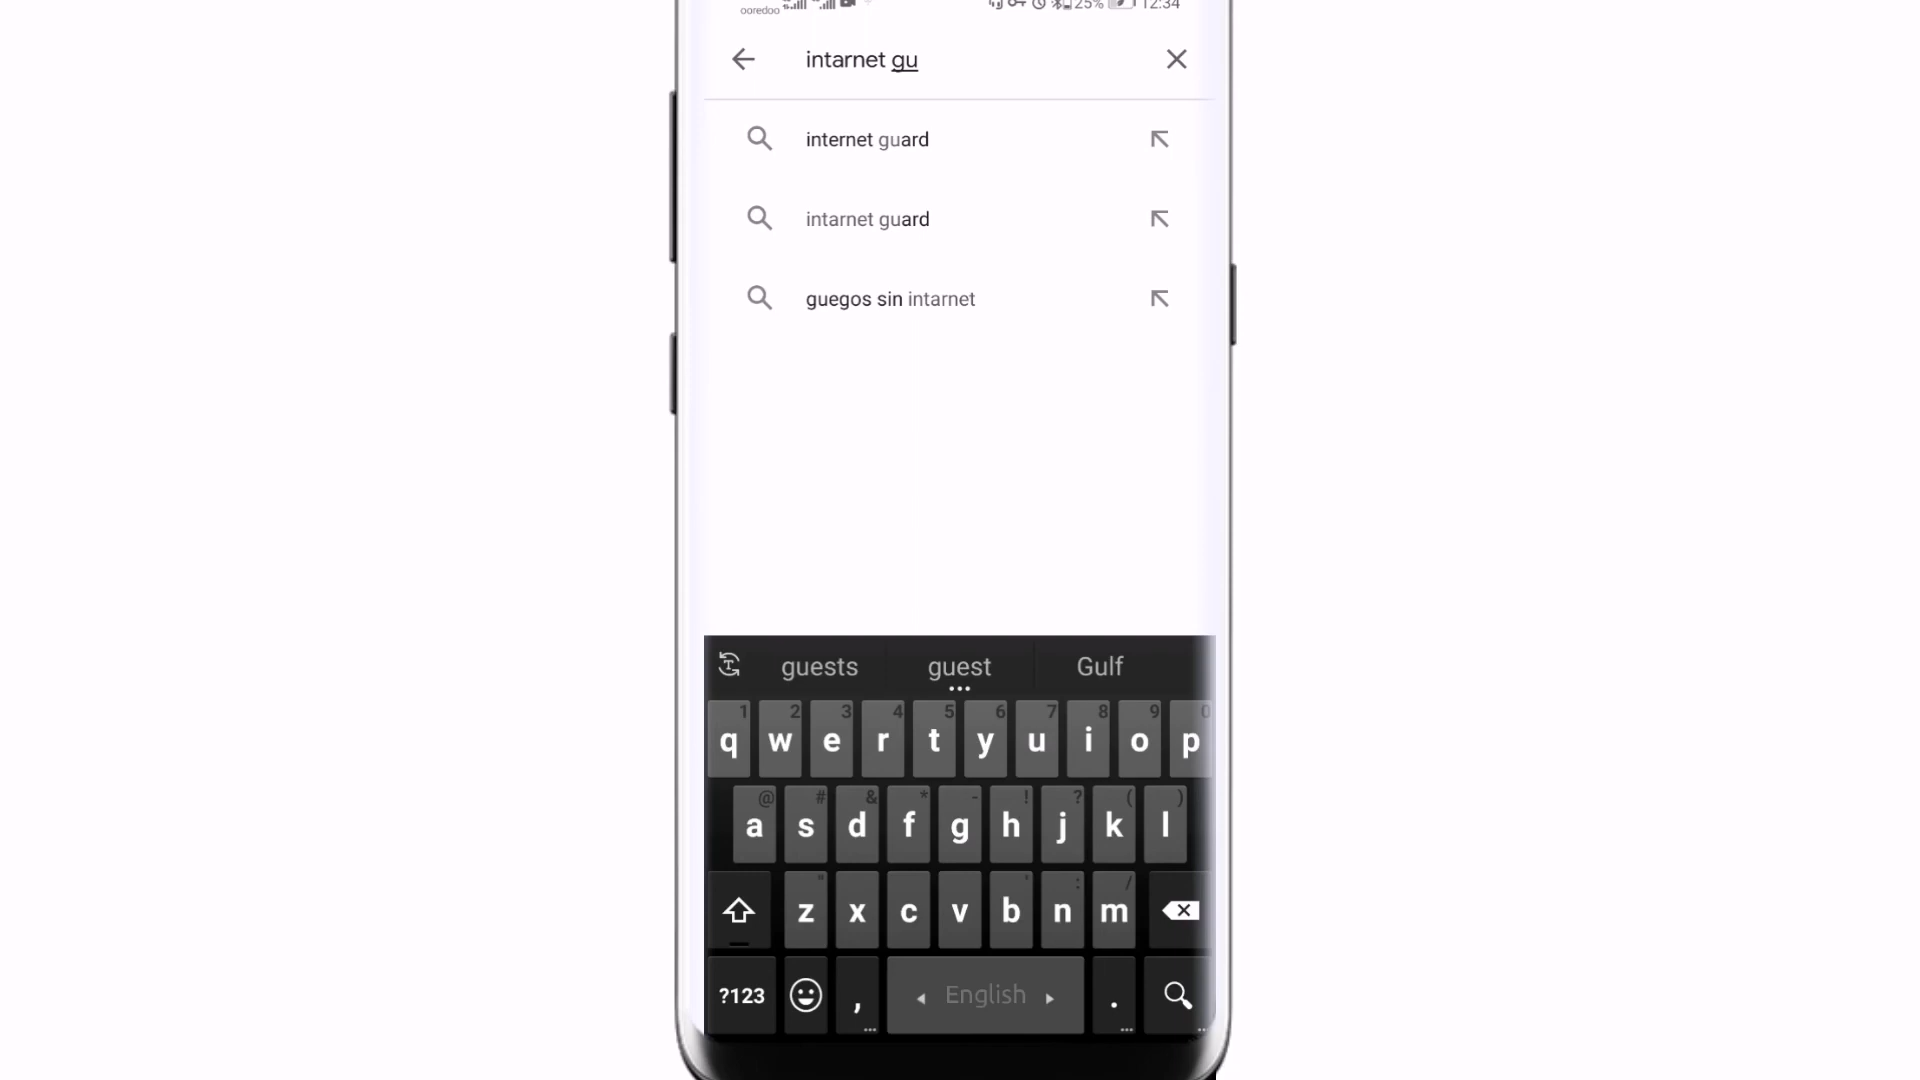 ooredoo 25% 12:34
intarnet gu
internet guard
intarnet guard
guegos sin intarnet
guests guest Gulf
1 2 3 4 5 6 7 8 9 0
q w e r t y u i o p
@ # & * - ! ? ( )
a s d f g h j k l
" ' : /
z x c v b n m
?123 , English .